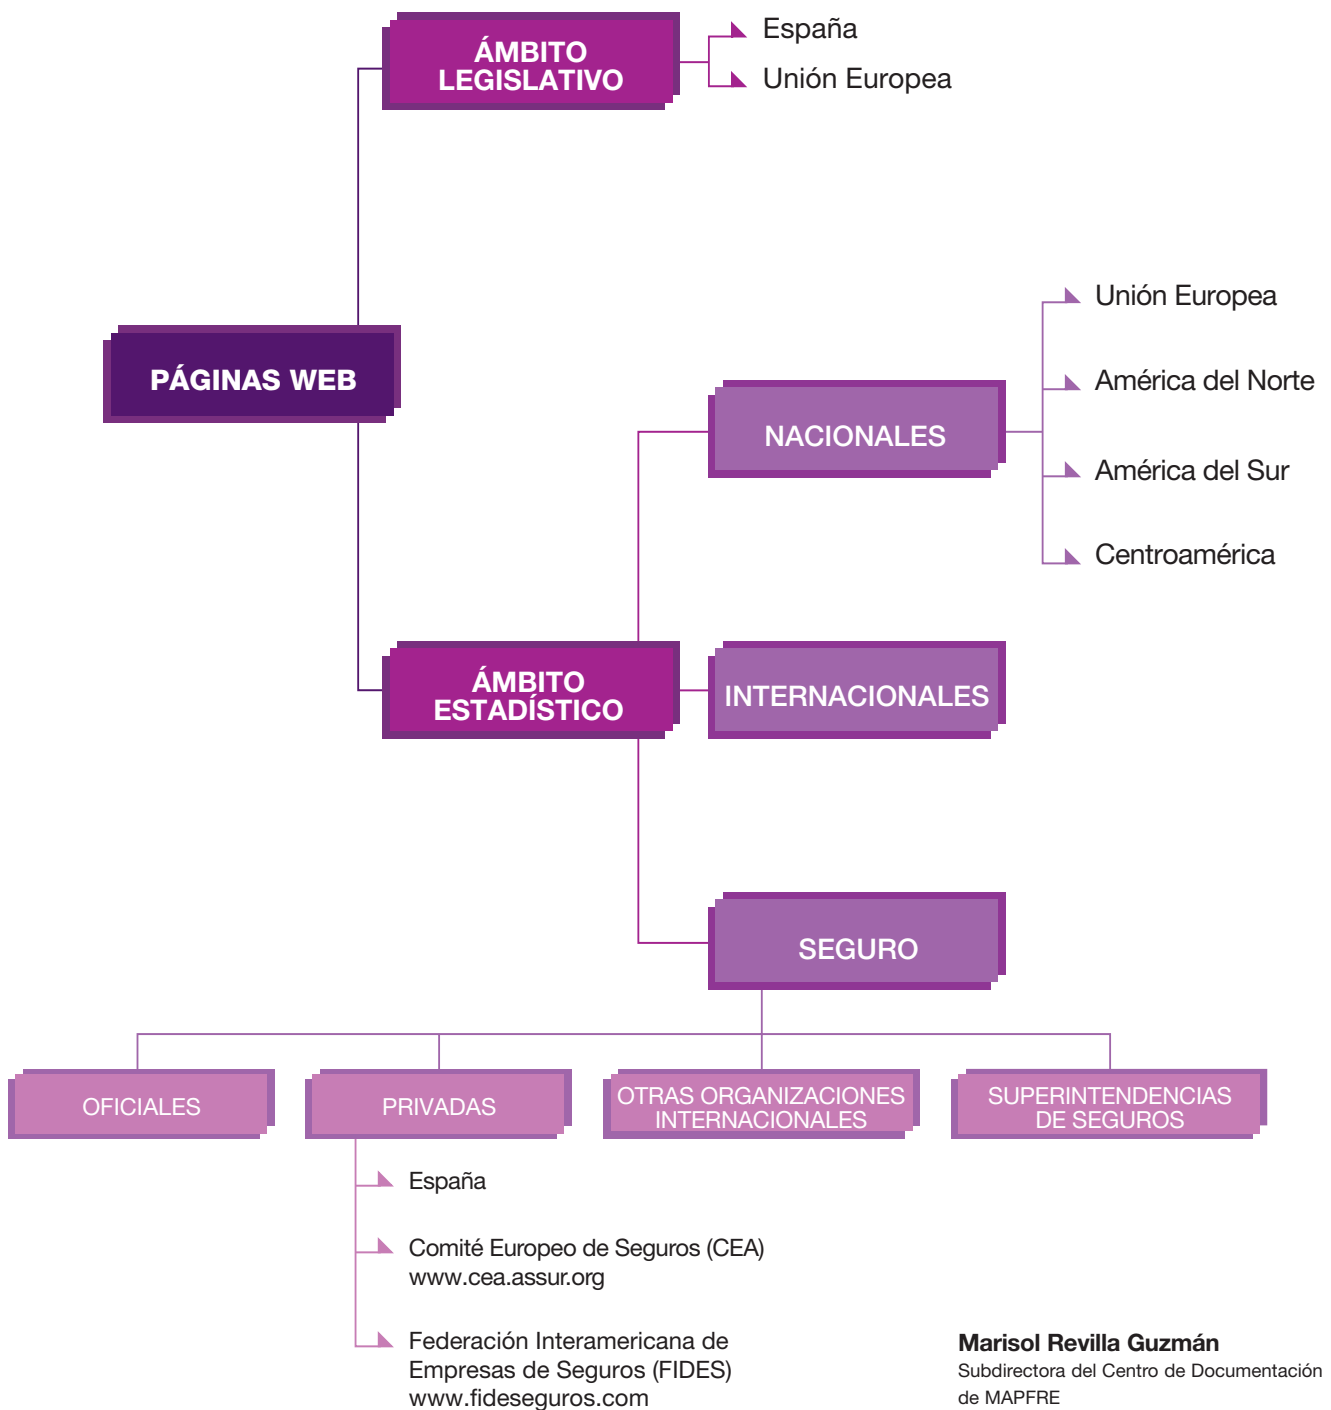 ÁMBITO
LEGISLATIVO
España
Unión Europea
PÁGINAS WEB
NACIONALES
Unión Europea
América del Norte
América del Sur
Centroamérica
ÁMBITO
ESTADÍSTICO
INTERNACIONALES
SEGURO
OFICIALES
PRIVADAS
OTRAS ORGANIZACIONES
INTERNACIONALES
SUPERINTENDENCIAS
DE SEGUROS
España
Comité Europeo de Seguros (CEA)
www.cea.assur.org
Federación Interamericana de
Empresas de Seguros (FIDES)
www.fideseguros.com
Marisol Revilla Guzmán
Subdirectora del Centro de Documentación
de MAPFRE